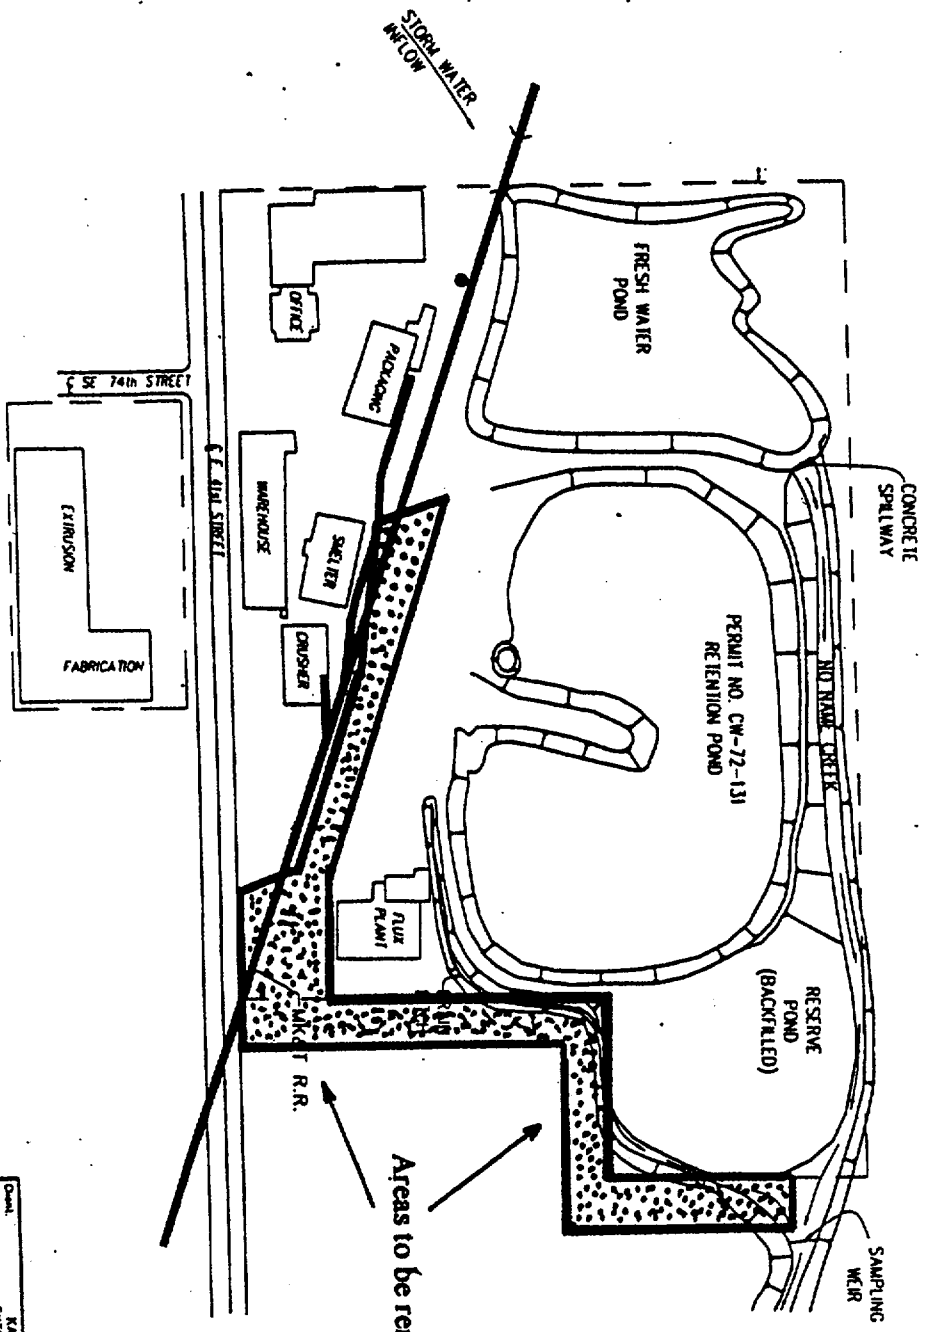 STORM WATER
INFLOW
FRESH WATER
POND
OFFICE
PACKAGING
CONCRETE
SPILLWAY
℄ SE 74th STREET
℄ E. 41st STREET
WAREHOUSE
SMELTER
CRUSHER
EXTRUSION
FABRICATION
PERMIT NO. CW-72-131
RETENTION POND
NO NAME CREEK
FLUX
PLANT
RESERVE
POND
(BACKFILLED)
R.R.
Areas to be
SAMPLING
WEIR